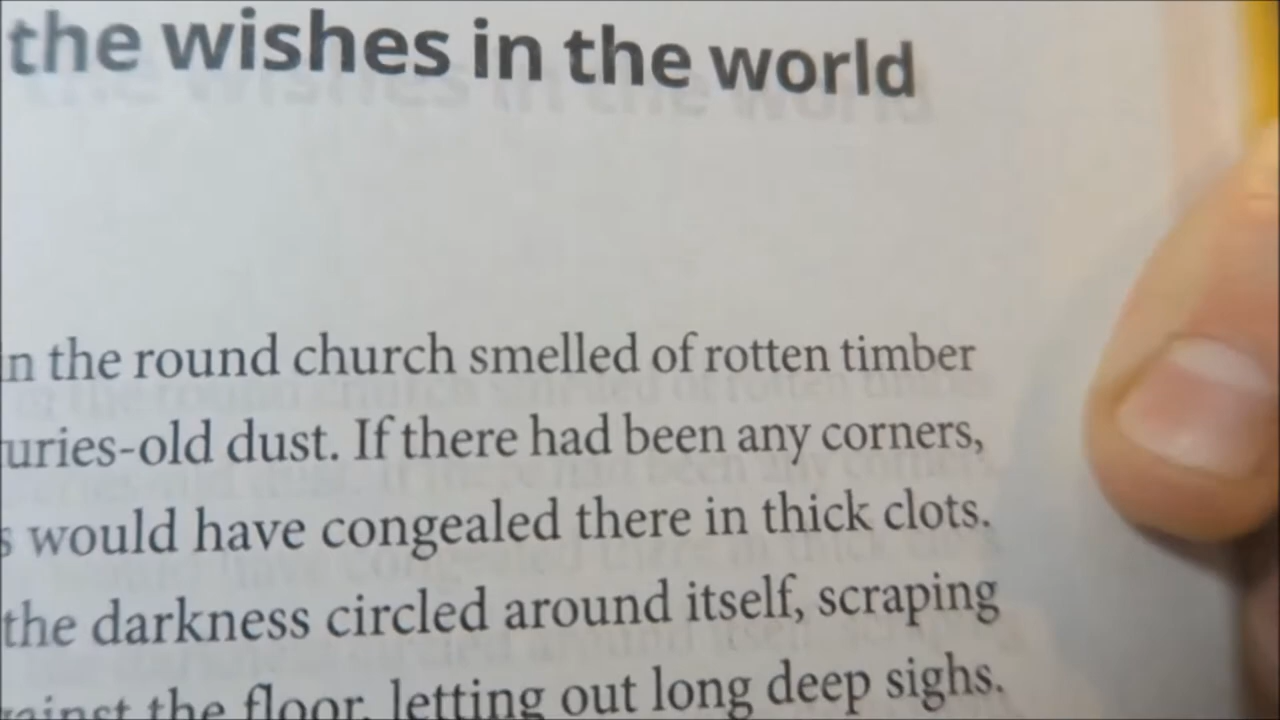 the wishes in the world
n the round church smelled of rotten timber
uries-old dust. If there had been any corners,
s would have congealed there in thick clots.
the darkness circled around itself, scraping
ainst the floor, letting out long deep sighs.